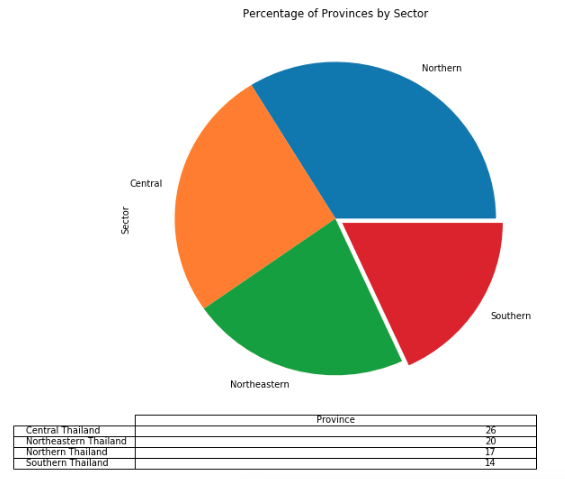 Percentage of Provinces by Sector
Northern
Central
Sector
Southern
Northeastern
Province
Central Thailand 26
Northeastern Thailand 20
Northern Thailand 17
Southern Thailand 14